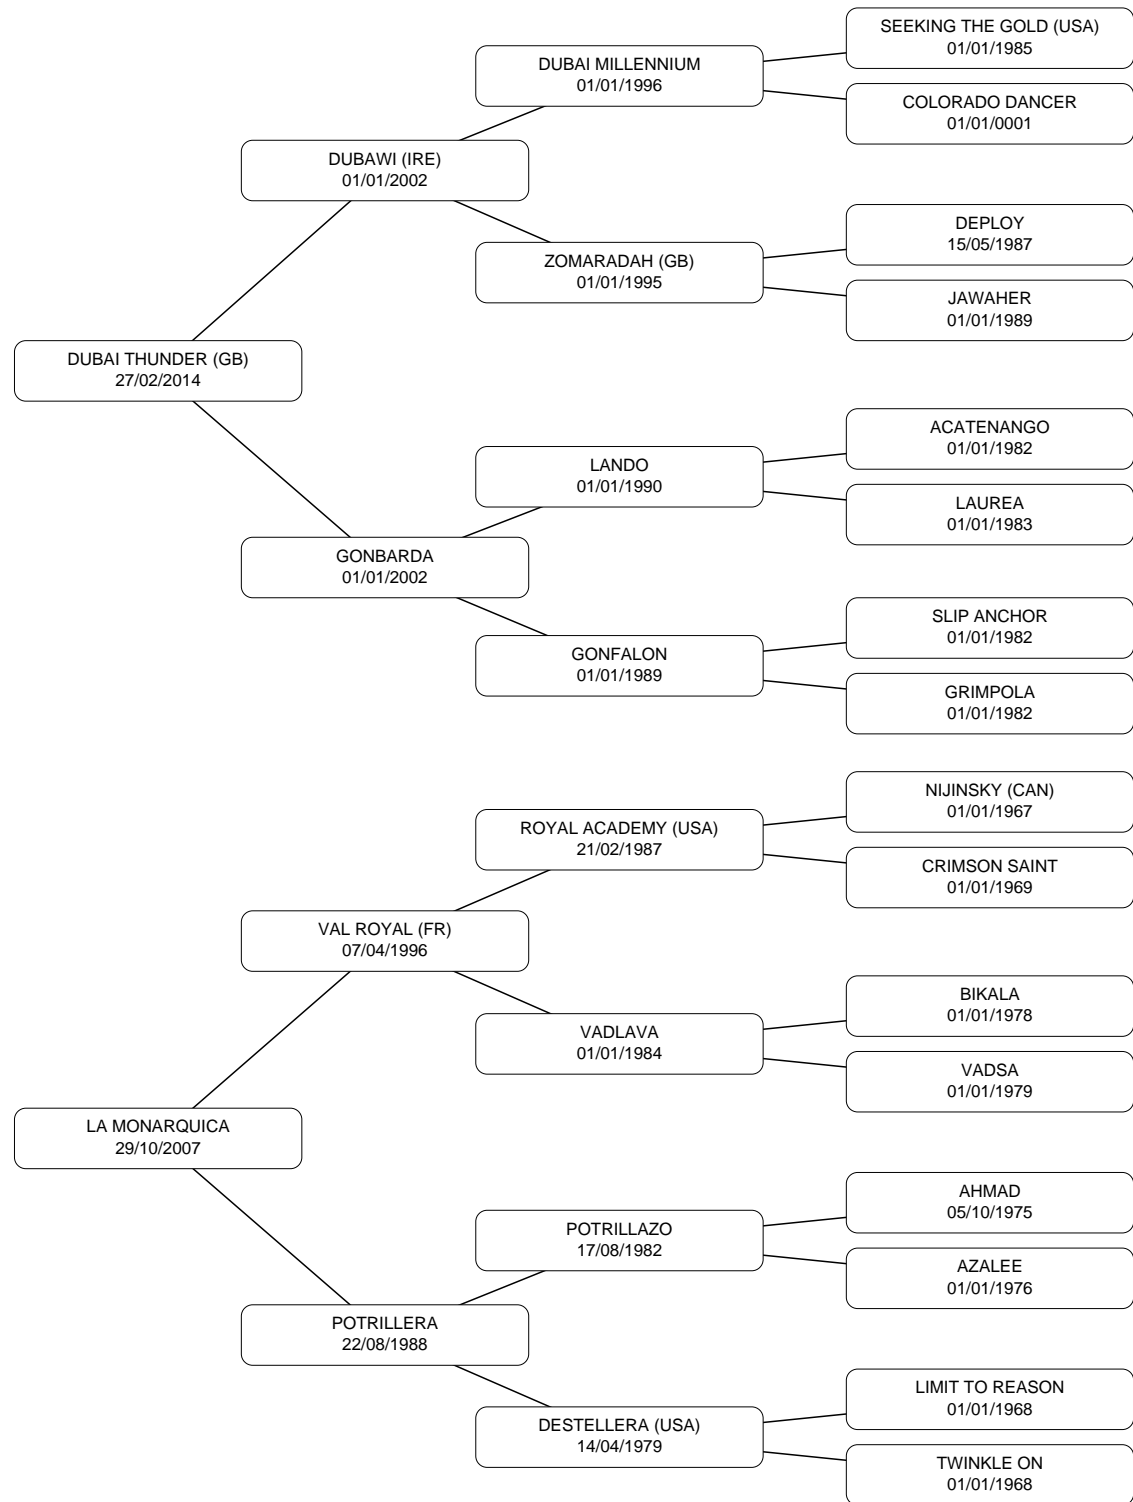 SEEKING THE GOLD (USA)
01/01/1985
DUBAI MILLENNIUM
01/01/1996
COLORADO DANCER
01/01/0001
DUBAWI (IRE)
01/01/2002
DEPLOY
15/05/1987
ZOMARADAH (GB)
01/01/1995
JAWAHER
01/01/1989
DUBAI THUNDER (GB)
27/02/2014
ACATENANGO
01/01/1982
LANDO
01/01/1990
LAUREA
01/01/1983
GONBARDA
01/01/2002
SLIP ANCHOR
01/01/1982
GONFALON
01/01/1989
GRIMPOLA
01/01/1982
NIJINSKY (CAN)
01/01/1967
ROYAL ACADEMY (USA)
21/02/1987
CRIMSON SAINT
01/01/1969
VAL ROYAL (FR)
07/04/1996
BIKALA
01/01/1978
VADLAVA
01/01/1984
VADSA
01/01/1979
LA MONARQUICA
29/10/2007
AHMAD
05/10/1975
POTRILLAZO
17/08/1982
AZALEE
01/01/1976
POTRILLERA
22/08/1988
LIMIT TO REASON
01/01/1968
DESTELLERA (USA)
14/04/1979
TWINKLE ON
01/01/1968